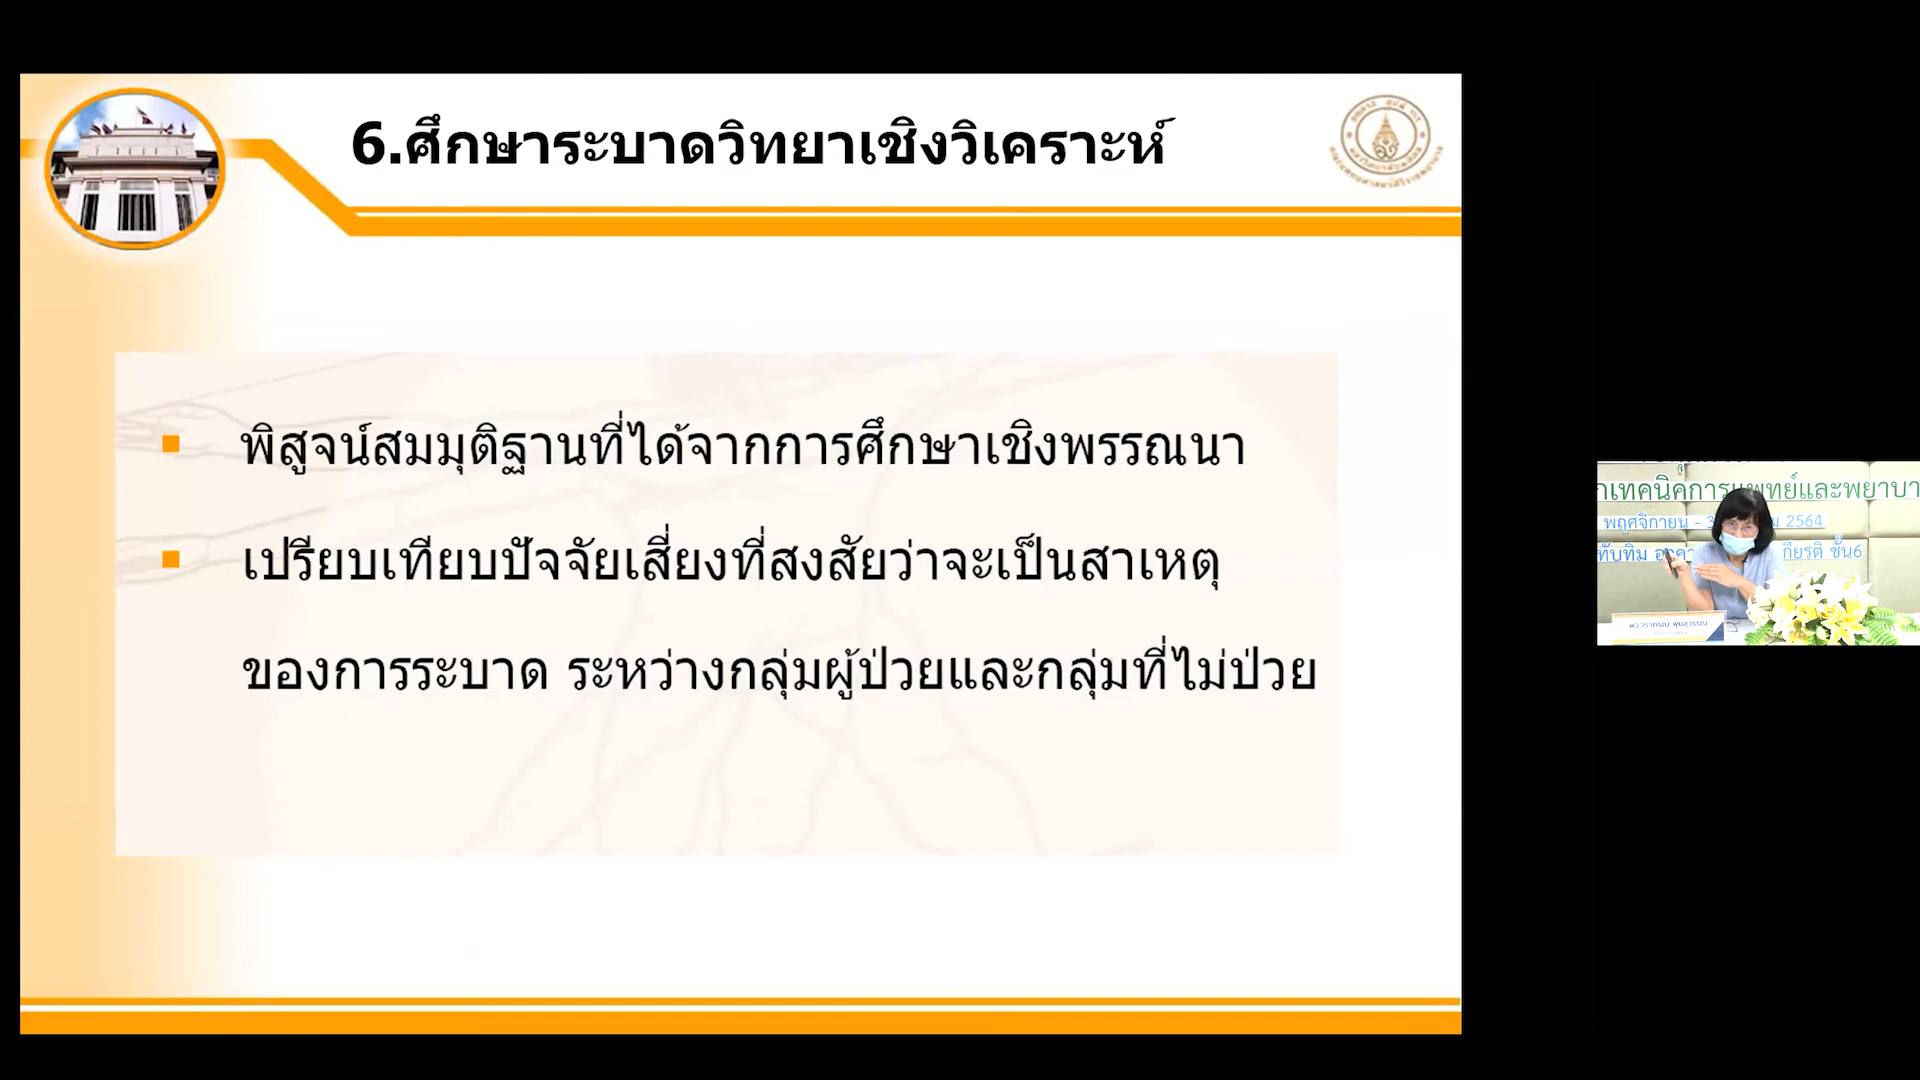 6.ศึกษาระบาดวิทยาเชิงวิเคราะห์
พิสูจน์สมมุติฐานที่ได้จากการศึกษาเชิงพรรณนา
เปรียบเทียบปัจจัยเสี่ยงที่สงสัยว่าจะเป็นสาเหตุ
ของการระบาด ระหว่างกลุ่มผู้ป่วยและกลุ่มที่ไม่ป่วย
กเทคนิคการแพทย์และพยาบา
พฤศจิกายน - 3 ม 2564
ทับทิม อาคา กียรติ ชั้น6